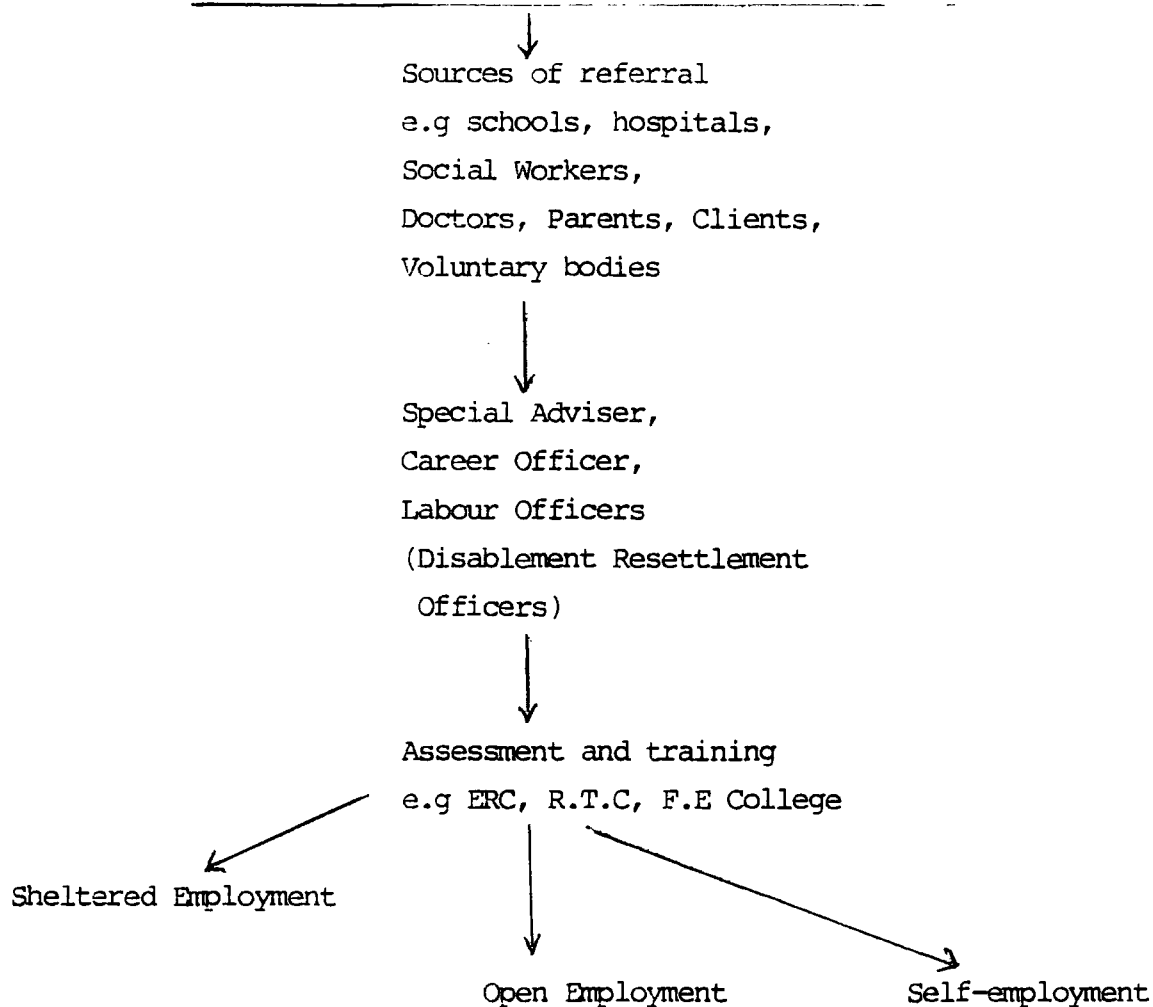 Sources of referral
e.g schools, hospitals,
Social Workers,
Doctors, Parents, Clients,
Voluntary bodies
Special Adviser,
Career Officer,
Labour Officers
(Disablement Resettlement
Officers)
Assessment and training
e.g ERC, R.T.C, F.E College
Sheltered Employment
Open Employment
Self-employment